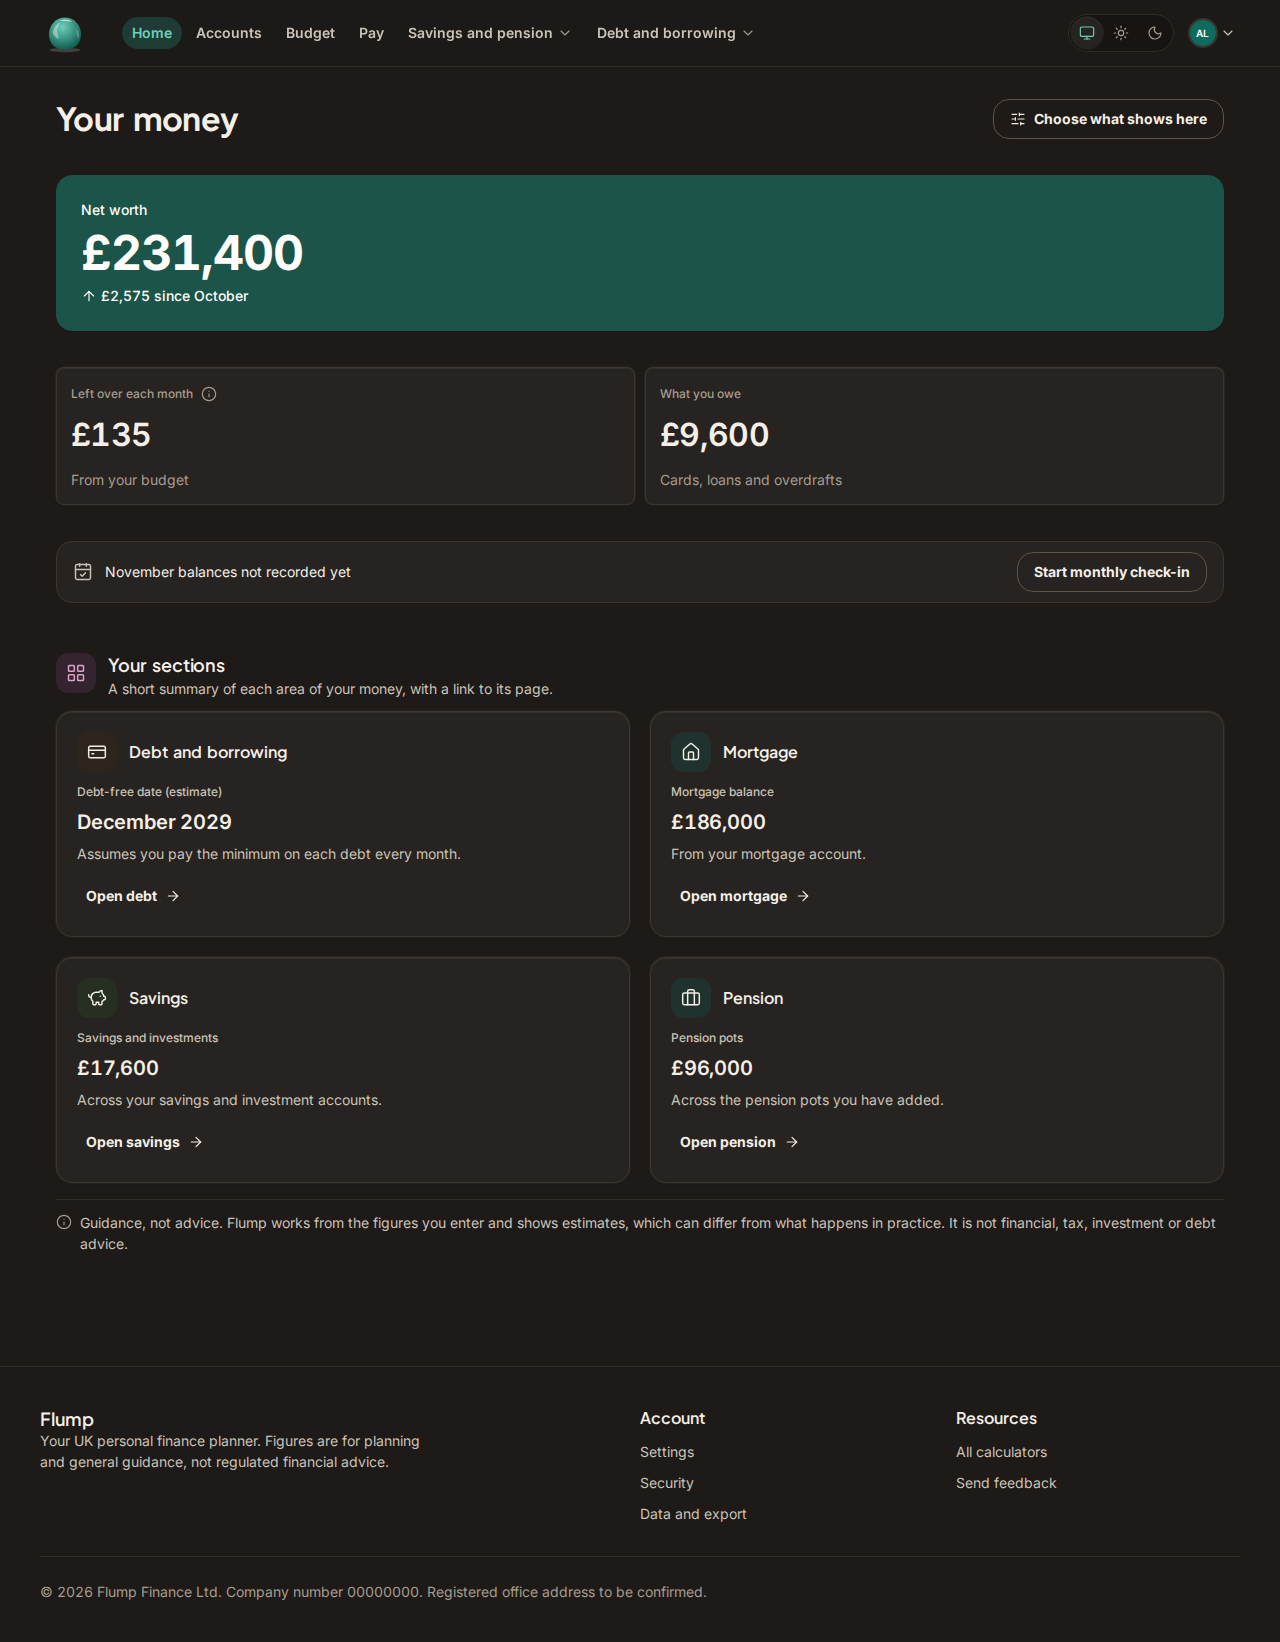 Home
Accounts
Budget
Pay
Savings and pension
Debt and borrowing
AL
Your money
Choose what shows here
Net worth
£231,400
£2,575 since October
Left over each month
£135
From your budget
What you owe
£9,600
Cards, loans and overdrafts
November balances not recorded yet
Start monthly check-in
Your sections
A short summary of each area of your money, with a link to its page.
Debt and borrowing
Debt-free date (estimate)
December 2029
Assumes you pay the minimum on each debt every month.
Open debt
Mortgage
Mortgage balance
£186,000
From your mortgage account.
Open mortgage
Savings
Savings and investments
£17,600
Across your savings and investment accounts.
Open savings
Pension
Pension pots
£96,000
Across the pension pots you have added.
Open pension
Guidance, not advice. Flump works from the figures you enter and shows estimates, which can differ from what happens in practice. It is not financial, tax, investment or debt
advice.
Flump
Your UK personal finance planner. Figures are for planning
and general guidance, not regulated financial advice.
Account
Settings
Security
Data and export
Resources
All calculators
Send feedback
© 2026 Flump Finance Ltd. Company number 00000000. Registered office address to be confirmed.